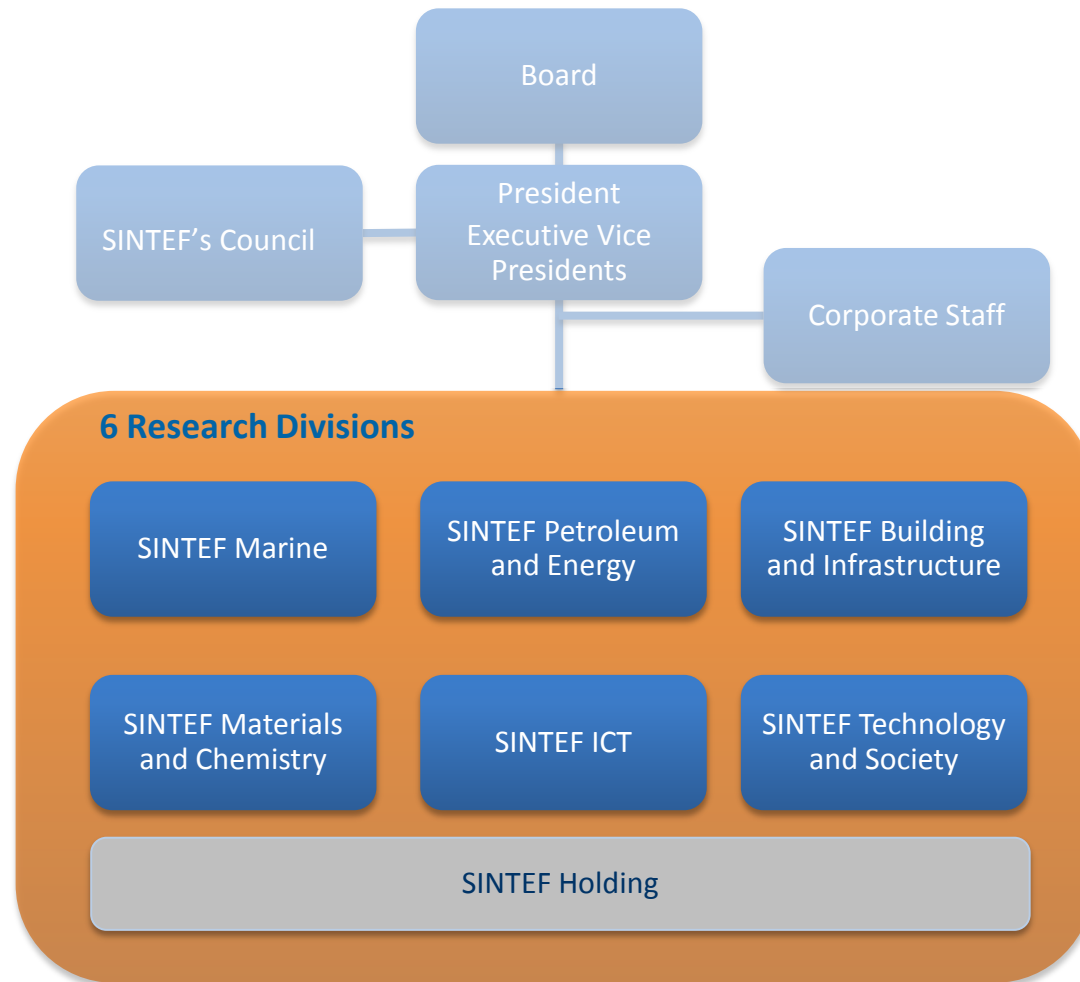 Board
President
Executive Vice
Presidents
SINTEF's Council
Corporate Staff
6 Research Divisions
SINTEF Marine
SINTEF Petroleum
and Energy
SINTEF Building
and Infrastructure
SINTEF Materials
and Chemistry
SINTEF ICT
SINTEF Technology
and Society
SINTEF Holding